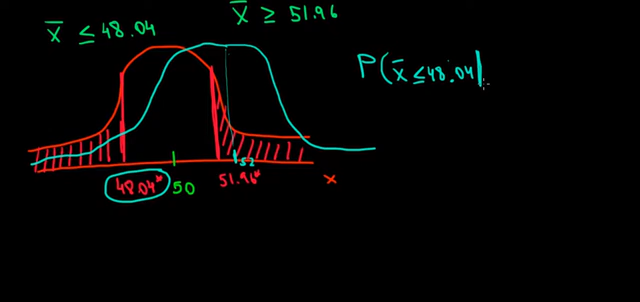 X̄ ≤ 48.04
X̄ ≥ 51.96
P(X̄ ≤ 48.04|
48.04*
50
51.96*
52
x